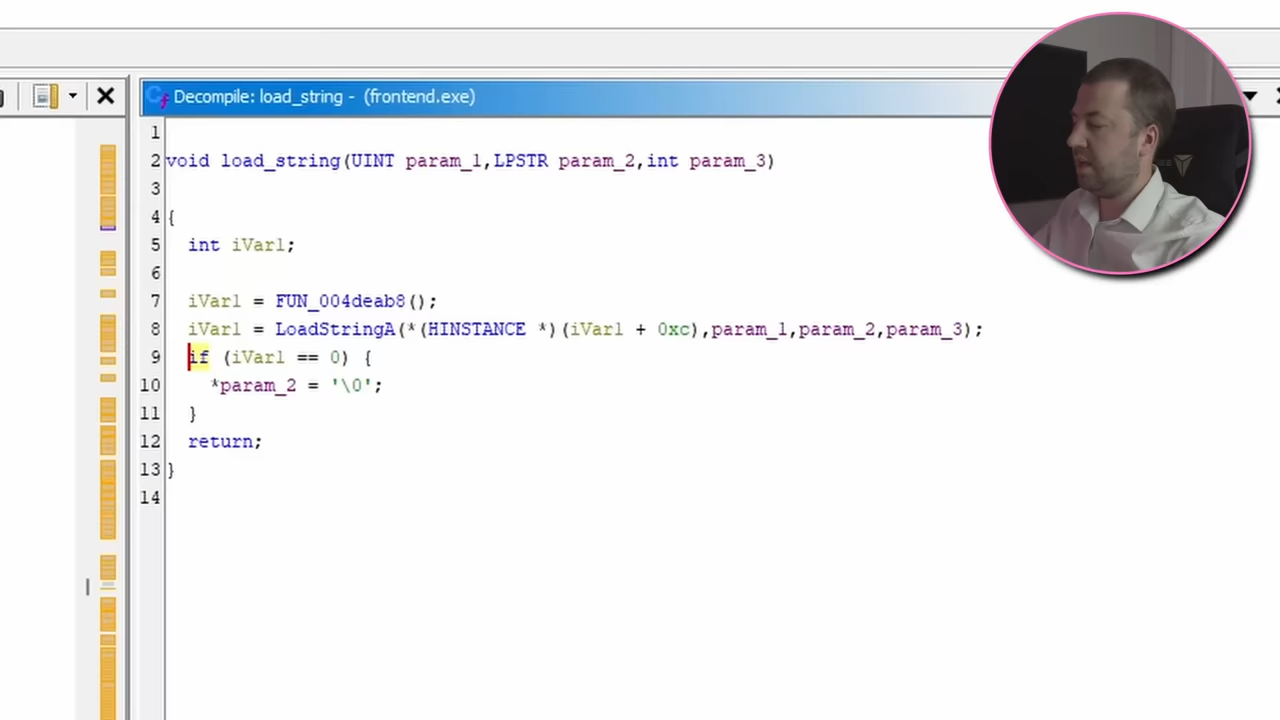 Decompile: load_string - (frontend.exe)
1
2 void load_string(UINT param_1,LPSTR param_2,int param_3)
3
4 {
5 int iVar1;
6
7 iVar1 = FUN_004deab8();
8 iVar1 = LoadStringA(*(HINSTANCE *)(iVar1 + 0xc),param_1,param_2,param_3);
9 if (iVar1 == 0) {
10 *param_2 = '\0';
11 }
12 return;
13 }
14